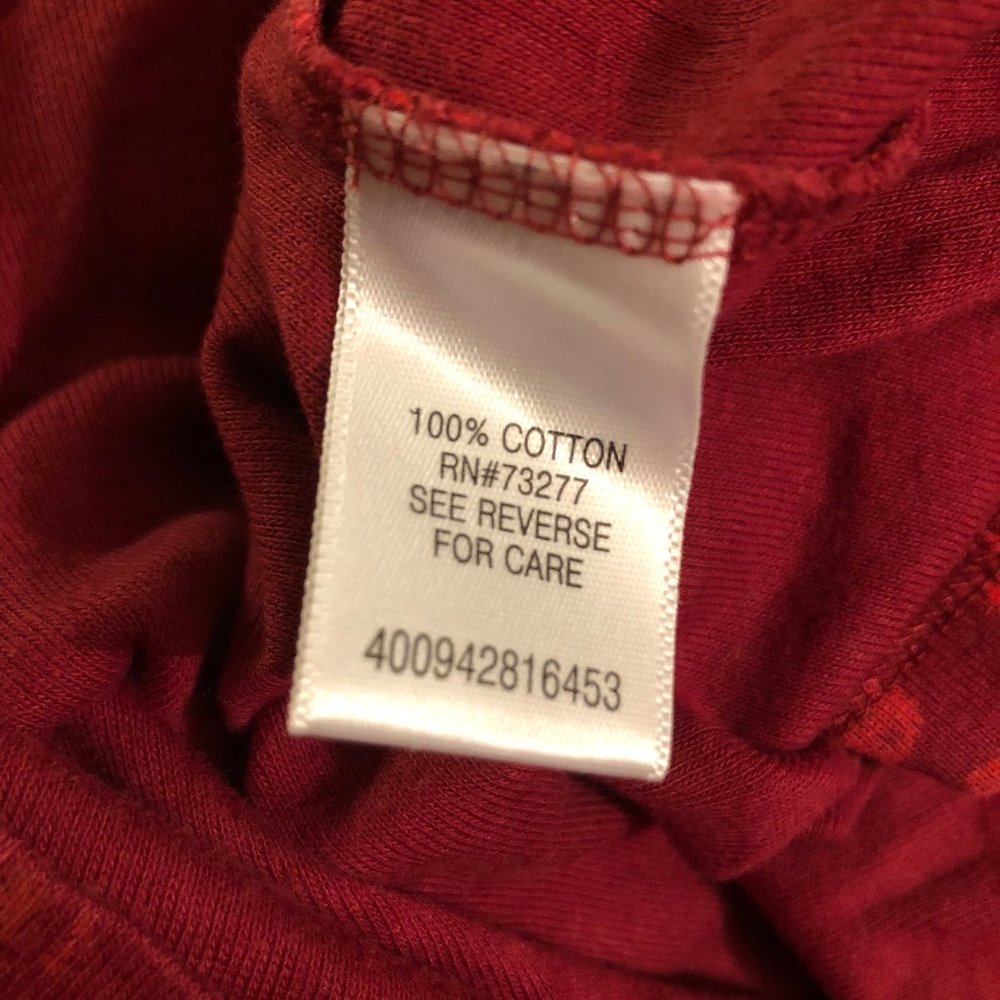 100% COTTON
RN#73277
SEE REVERSE
FOR CARE
400942816453